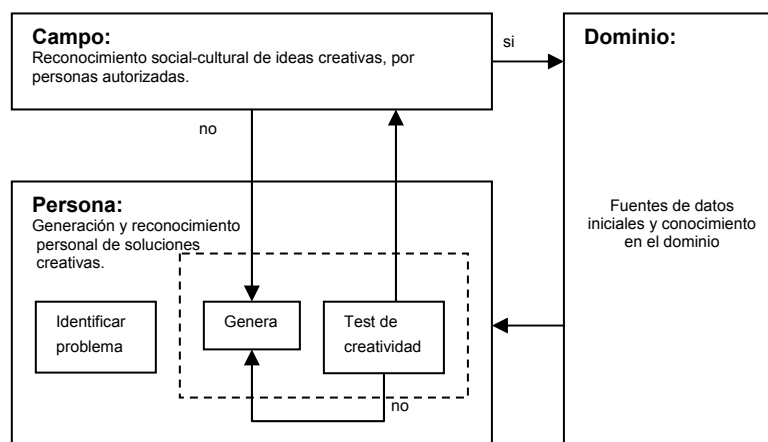 Campo:
Reconocimiento social-cultural de ideas creativas, por
personas autorizadas.
si
Dominio:
no
Persona:
Generación y reconocimiento
personal de soluciones
creativas.
Fuentes de datos
iniciales y conocimiento
en el dominio
Identificar
problema
Genera
Test de
creatividad
no